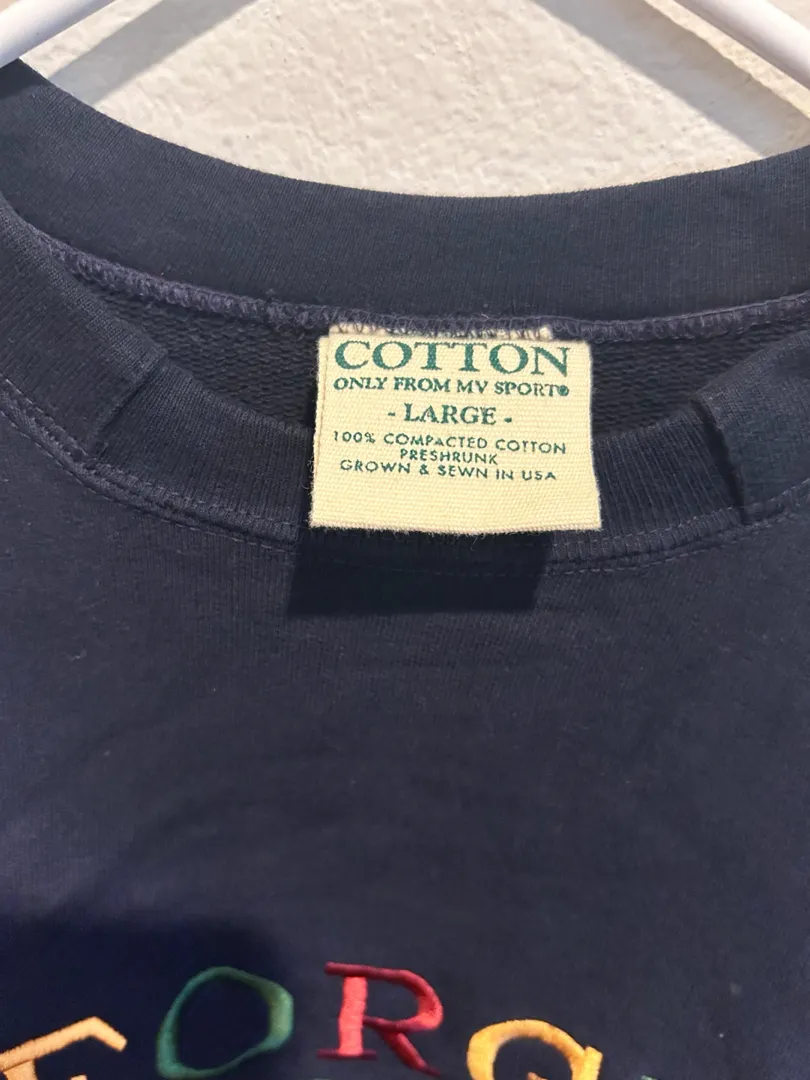 COTTON
ONLY FROM MV SPORT®
- LARGE -
100% COMPACTED COTTON
PRESHRUNK
GROWN & SEWN IN USA